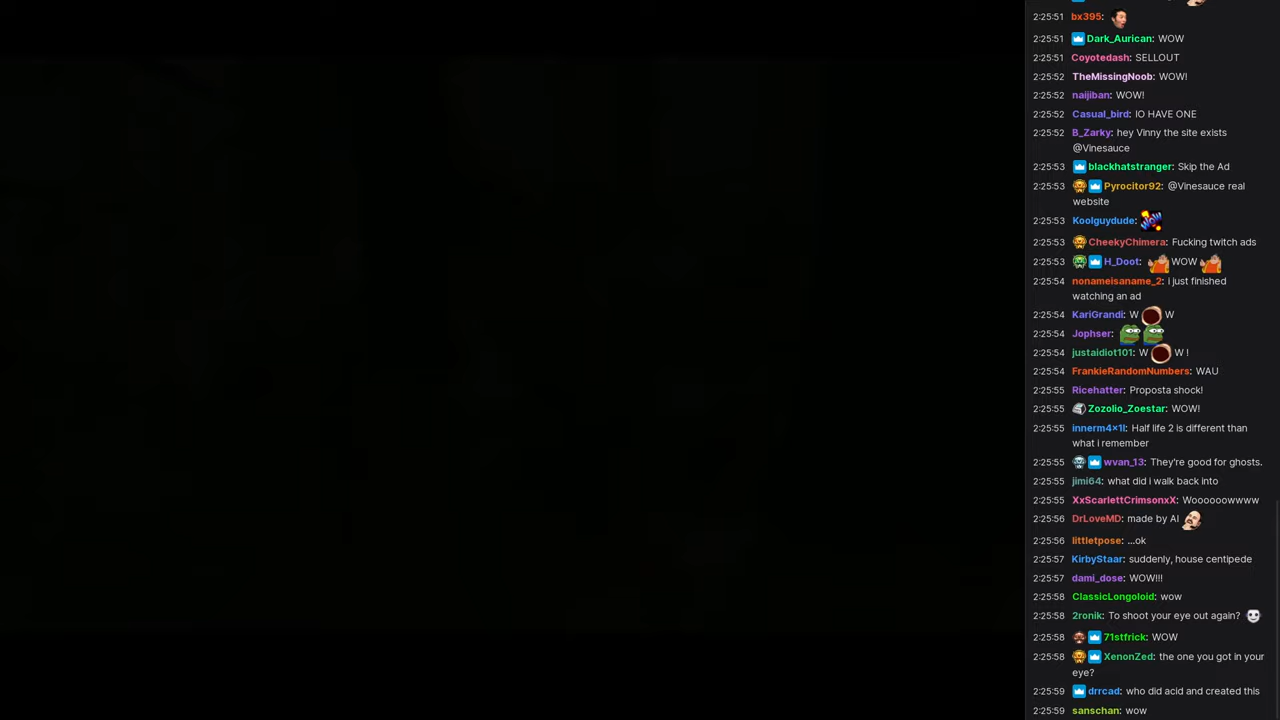 2:25:51 bx395:
2:25:51 Dark_Aurican: WOW
2:25:51 Coyotedash: SELLOUT
2:25:52 TheMissingNoob: WOW!
2:25:52 naijiban: WOW!
2:25:52 Casual_bird: IO HAVE ONE
2:25:52 B_Zarky: hey Vinny the site exists
@Vinesauce
2:25:53 blackhatstranger: Skip the Ad
2:25:53 Pyrocitor92: @Vinesauce real
website
2:25:53 Koolguydude:
2:25:53 CheekyChimera: Fucking twitch ads
2:25:53 H_Doot: WOW
2:25:54 nonameisaname_2: i just finished
watching an ad
2:25:54 KariGrandi: W W
2:25:54 Jophser:
2:25:54 justaidiot101: W W !
2:25:54 FrankieRandomNumbers: WAU
2:25:55 Ricehatter: Proposta shock!
2:25:55 Zozolio_Zoestar: WOW!
2:25:55 innerm4x1l: Half life 2 is different than
what i remember
2:25:55 wvan_13: They're good for ghosts.
2:25:55 jimi64: what did i walk back into
2:25:55 XxScarlettCrimsonxX: Woooooowwww
2:25:56 DrLoveMD: made by AI
2:25:56 littletpose: ...ok
2:25:57 KirbyStaar: suddenly, house centipede
2:25:57 dami_dose: WOW!!!
2:25:58 ClassicLongoloid: wow
2:25:58 2ronik: To shoot your eye out again?
2:25:58 71stfrick: WOW
2:25:58 XenonZed: the one you got in your
eye?
2:25:59 drrcad: who did acid and created this
2:25:59 sanschan: wow